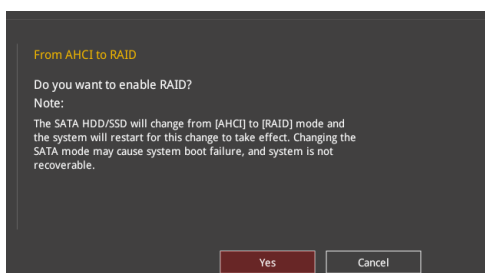 From AHCI to RAID
Do you want to enable RAID?
Note:
The SATA HDD/SSD will change from [AHCI] to [RAID] mode and
the system will restart for this change to take effect. Changing the
SATA mode may cause system boot failure, and system is not
recoverable.
Yes
Cancel